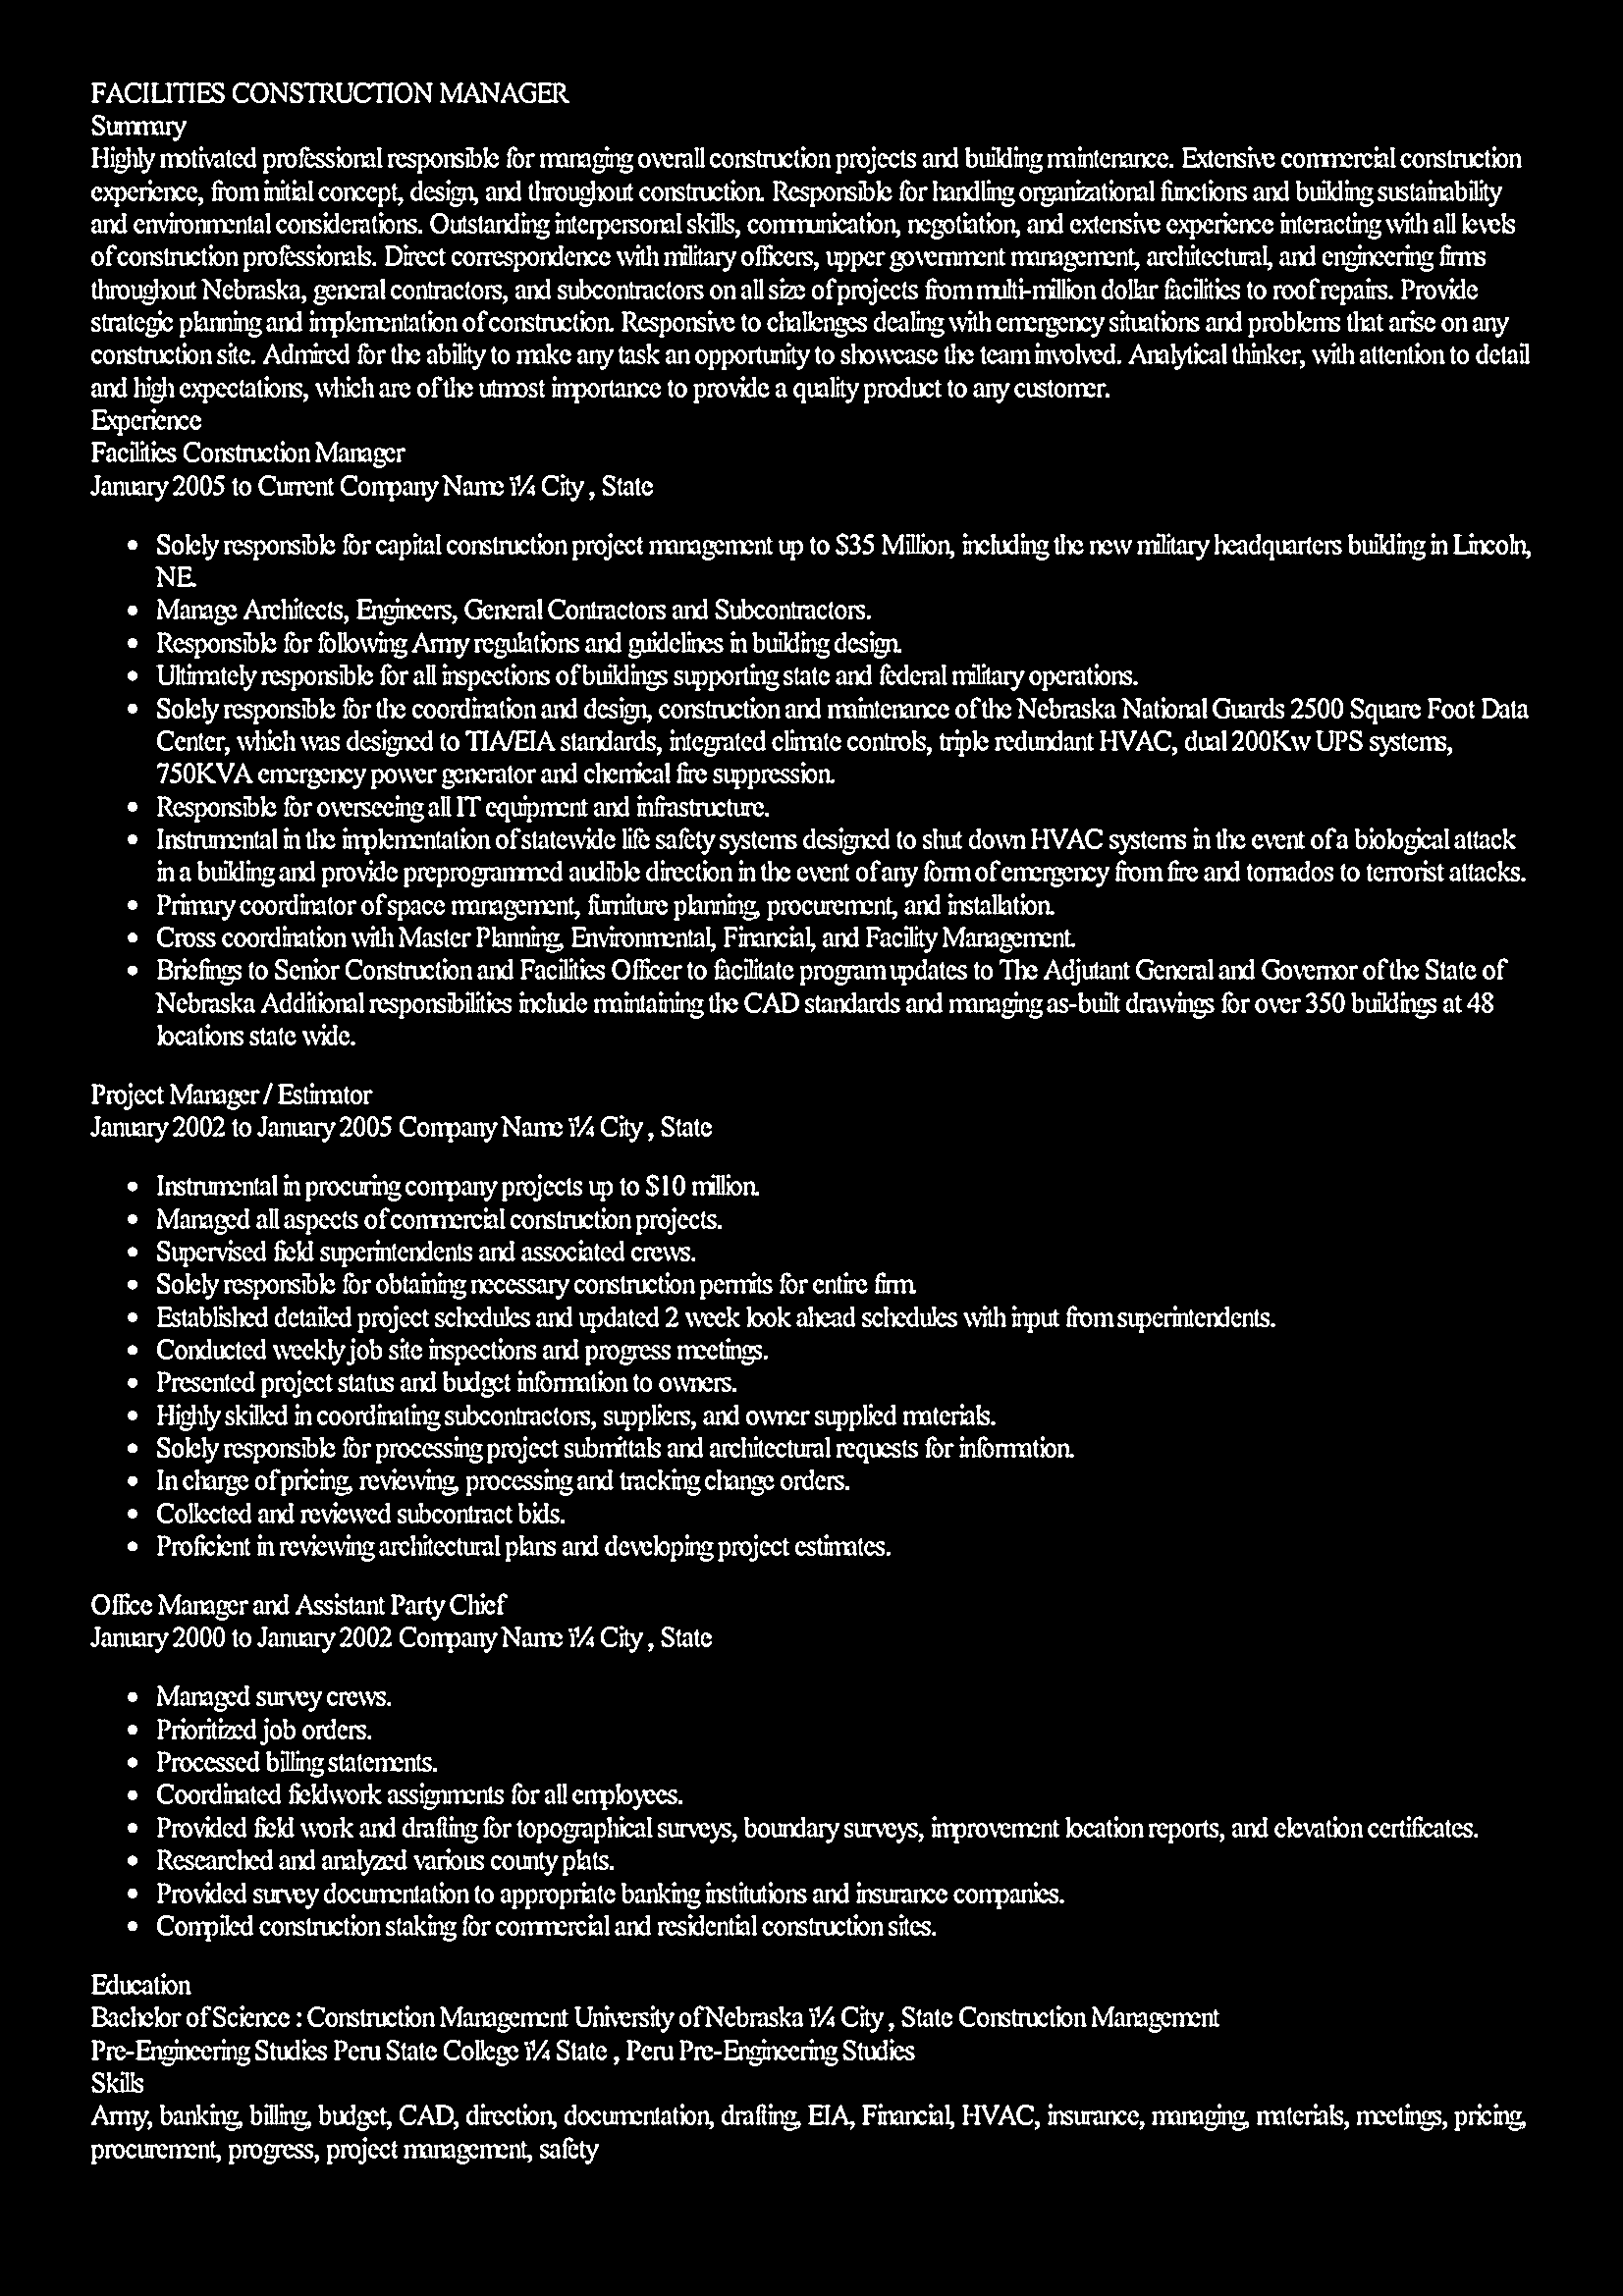 FACILITIES CONSTRUCTION MANAGER
Summary
Highly motivated professional responsible for managing overall construction projects and building maintenance. Extensive commercial construction
experience, from initial concept, design, and throughout construction. Responsible for handling organizational functions and building sustainability
and environmental considerations. Outstanding interpersonal skills, communication, negotiation, and extensive experience interacting with all levels
of construction professionals. Direct correspondence with military officers, upper government management, architectural, and engineering firms
throughout Nebraska, general contractors, and subcontractors on all size of projects from multi-million dollar facilities to roof repairs. Provide
strategic planning and implementation of construction. Responsive to challenges dealing with emergency situations and problems that arise on any
construction site. Admired for the ability to make any task an opportunity to showcase the team involved. Analytical thinker, with attention to detail
and high expectations, which are of the utmost importance to provide a quality product to any customer.
Experience
Facilities Construction Manager
January 2005 to Current Company Name ï¼ City , State
• Solely responsible for capital construction project management up to $35 Million, including the new military headquarters building in Lincoln,
NE.
• Manage Architects, Engineers, General Contractors and Subcontractors.
• Responsible for following Army regulations and guidelines in building design.
• Ultimately responsible for all inspections of buildings supporting state and federal military operations.
• Solely responsible for the coordination and design, construction and maintenance of the Nebraska National Guards 2500 Square Foot Data
Center, which was designed to TIA/EIA standards, integrated climate controls, triple redundant HVAC, dual 200Kw UPS systems,
750KVA emergency power generator and chemical fire suppression.
• Responsible for overseeing all IT equipment and infrastructure.
• Instrumental in the implementation of statewide life safety systems designed to shut down HVAC systems in the event of a biological attack
in a building and provide preprogrammed audible direction in the event of any form of emergency from fire and tornados to terrorist attacks.
• Primary coordinator of space management, furniture planning, procurement, and installation.
• Cross coordination with Master Planning, Environmental, Financial, and Facility Management.
• Briefings to Senior Construction and Facilities Officer to facilitate program updates to The Adjutant General and Governor of the State of
Nebraska Additional responsibilities include maintaining the CAD standards and managing as-built drawings for over 350 buildings at 48
locations state wide.
Project Manager / Estimator
January 2002 to January 2005 Company Name ï¼ City , State
• Instrumental in procuring company projects up to $10 million.
• Managed all aspects of commercial construction projects.
• Supervised field superintendents and associated crews.
• Solely responsible for obtaining necessary construction permits for entire firm.
• Established detailed project schedules and updated 2 week look ahead schedules with input from superintendents.
• Conducted weekly job site inspections and progress meetings.
• Presented project status and budget information to owners.
• Highly skilled in coordinating subcontractors, suppliers, and owner supplied materials.
• Solely responsible for processing project submittals and architectural requests for information.
• In charge of pricing, reviewing, processing and tracking change orders.
• Collected and reviewed subcontract bids.
• Proficient in reviewing architectural plans and developing project estimates.
Office Manager and Assistant Party Chief
January 2000 to January 2002 Company Name ï¼ City , State
• Managed survey crews.
• Prioritized job orders.
• Processed billing statements.
• Coordinated fieldwork assignments for all employees.
• Provided field work and drafting for topographical surveys, boundary surveys, improvement location reports, and elevation certificates.
• Researched and analyzed various county plats.
• Provided survey documentation to appropriate banking institutions and insurance companies.
• Compiled construction staking for commercial and residential construction sites.
Education
Bachelor of Science : Construction Management University of Nebraska ï¼ City , State Construction Management
Pre-Engineering Studies Peru State College ï¼ State , Peru Pre-Engineering Studies
Skills
Army, banking, billing, budget, CAD, direction, documentation, drafting, EIA, Financial, HVAC, insurance, managing, materials, meetings, pricing,
procurement, progress, project management, safety